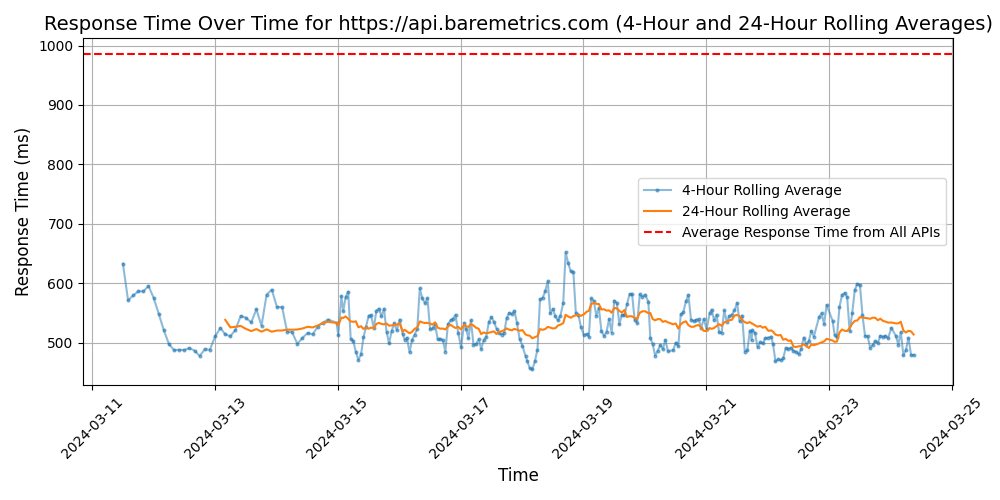 Response Time Over Time for https://api.baremetrics.com (4-Hour and 24-Hour Rolling Averages)
Response Time (ms)
1000
900
800
700
600
500
4-Hour Rolling Average
24-Hour Rolling Average
Average Response Time from All APIs
2024-03-11
2024-03-13
2024-03-15
2024-03-17
2024-03-19
2024-03-21
2024-03-23
2024-03-25
Time